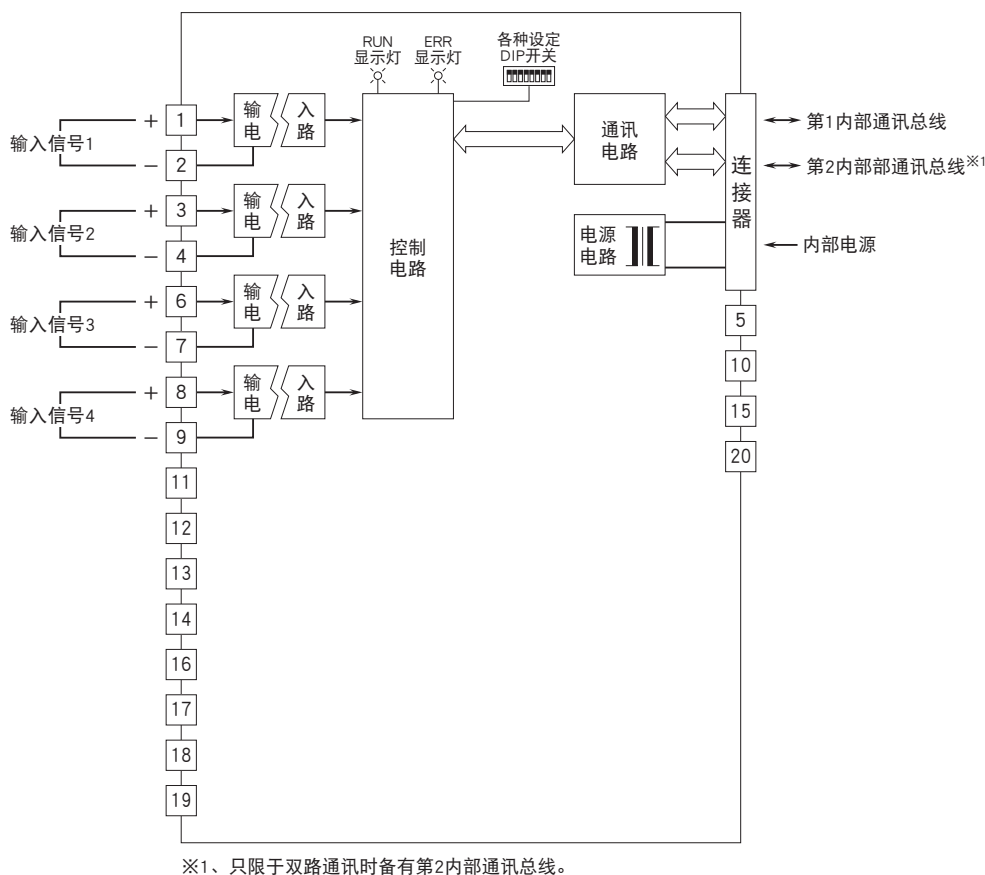 RUN
显示灯
ERR
显示灯
各种设定
DIP开关
输入信号1
+
1
−
2
输 入
电 路
输入信号2
+
3
−
4
输 入
电 路
输入信号3
+
6
−
7
输 入
电 路
输入信号4
+
8
−
9
输 入
电 路
控制
电路
通讯
电路
电源
电路
连
接
器
第1内部通讯总线
第2内部部通讯总线※1
内部电源
5
10
15
20
11
12
13
14
16
17
18
19
※1、只限于双路通讯时备有第2内部通讯总线。